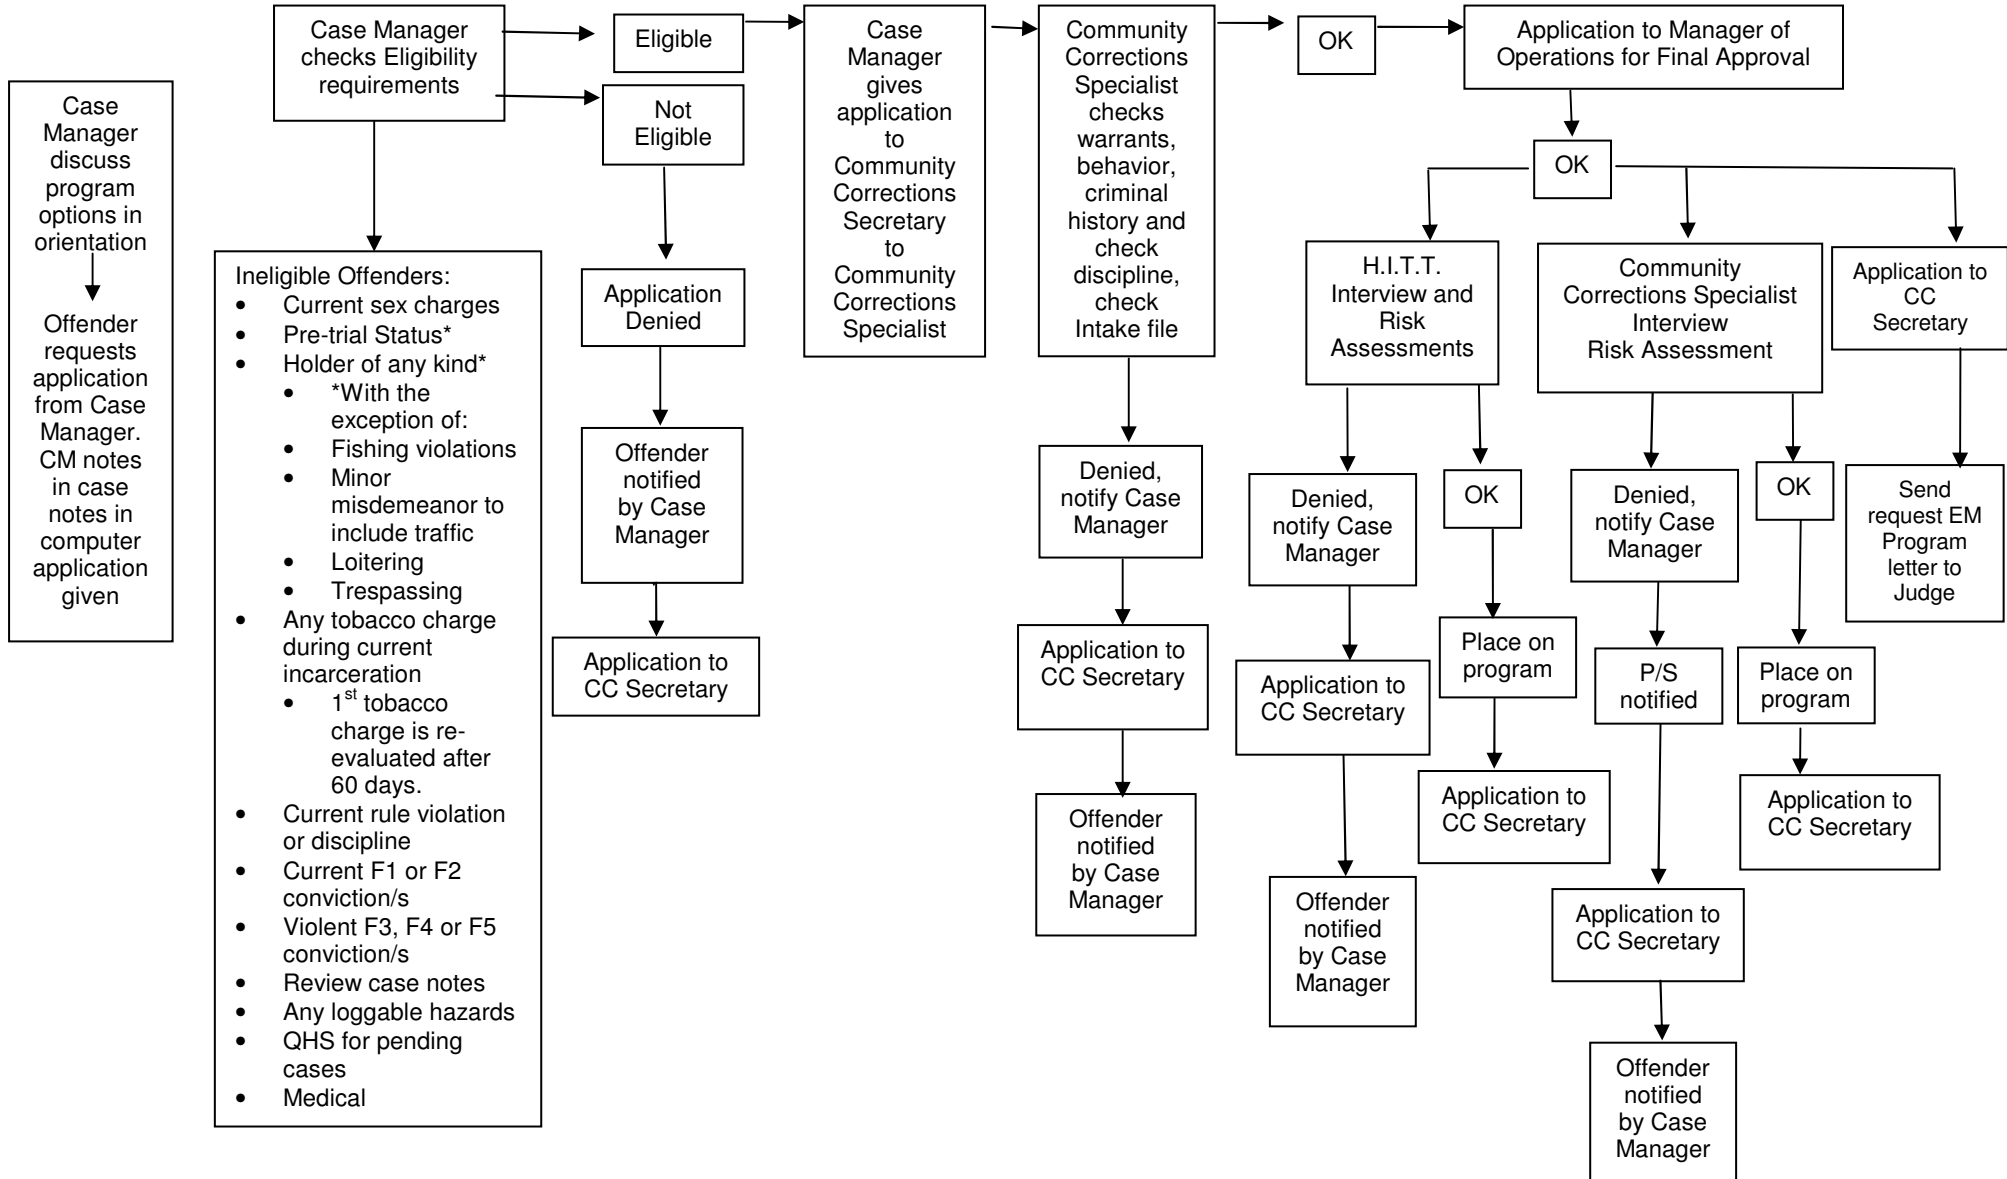 Case
Manager
discuss
program
options in
orientation
Offender
requests
application
from Case
Manager.
CM notes
in case
notes in
computer
application
given
Case Manager
checks Eligibility
requirements
Eligible
Not
Eligible
Ineligible Offenders:
• Current sex charges
• Pre-trial Status*
• Holder of any kind*
• *With the
exception of:
• Fishing violations
• Minor
misdemeanor to
include traffic
• Loitering
• Trespassing
• Any tobacco charge
during current
incarceration
• 1st tobacco
charge is re-
evaluated after
60 days.
• Current rule violation
or discipline
• Current F1 or F2
conviction/s
• Violent F3, F4 or F5
conviction/s
• Review case notes
• Any loggable hazards
• QHS for pending
cases
• Medical
Application
Denied
Offender
notified
by Case
Manager
Application to
CC Secretary
Case
Manager
gives
application
to
Community
Corrections
Secretary
to
Community
Corrections
Specialist
Community
Corrections
Specialist
checks
warrants,
behavior,
criminal
history and
check
discipline,
check
Intake file
Denied,
notify Case
Manager
Application to
CC Secretary
Offender
notified
by Case
Manager
OK
Application to Manager of
Operations for Final Approval
OK
H.I.T.T.
Interview and
Risk
Assessments
Denied,
notify Case
Manager
Application to
CC Secretary
Offender
notified
by Case
Manager
OK
Place on
program
Application to
CC Secretary
Community
Corrections Specialist
Interview
Risk Assessment
Denied,
notify Case
Manager
P/S
notified
Application to
CC Secretary
Offender
notified
by Case
Manager
OK
Place on
program
Application to
CC Secretary
Application to
CC
Secretary
Send
request EM
Program
letter to
Judge